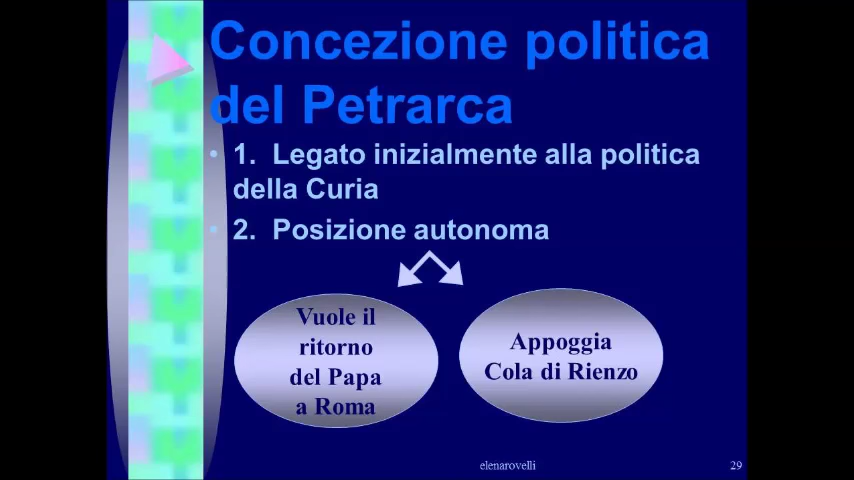 Concezione politica
del Petrarca
• 1. Legato inizialmente alla politica
della Curia
• 2. Posizione autonoma
Vuole il
ritorno
del Papa
a Roma
Appoggia
Cola di Rienzo
elenarovelli
29